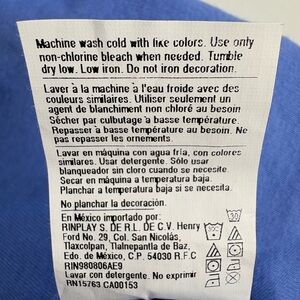 Machine wash cold with like colors. Use only
non-chlorine bleach when needed. Tumble
dry low. Low iron. Do not iron decoration.
Laver à la machine à l'eau froide avec des
couleurs similaires. Utiliser seulement un
agent de blanchiment non chloré au besoin
Sécher par culbutage à basse température.
Repasser à basse température au besoin. Ne
pas repasser les ornements.
Lavar en máquina con agua fría, con colores
similares. Usar detergente. Sólo usar
blanqueador sin cloro cuando se necesite
Secar en máquina a temperatura baja.
Planchar a temperatura baja si se necesita.
No planchar la decoración.
En México importado por:
RINPLAY S. DE R.L. DE C.V. Henry
Ford No. 29, Col. San Nicolás,
Tlaxcolpan, Tlalnepantla de Baz,
Edo. de México, C.P. 54030 R.F.C
RIN980806AE9
Lavar con detergente. No exprimir
RN15763 CA00153
30